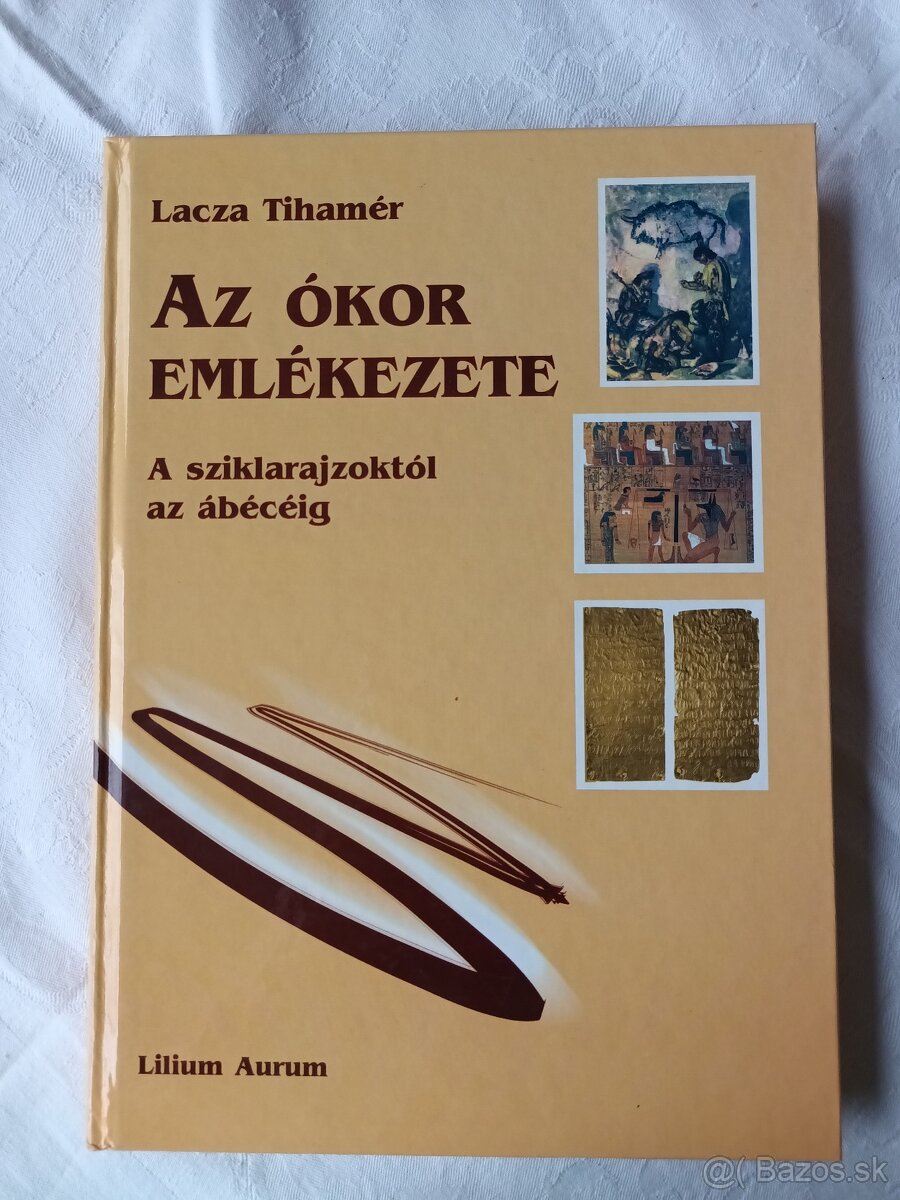 Lacza Tihamér
Az ókor
emlékezete
A sziklarajzoktól
az ábécéig
Lilium Aurum
@( Bazos.sk